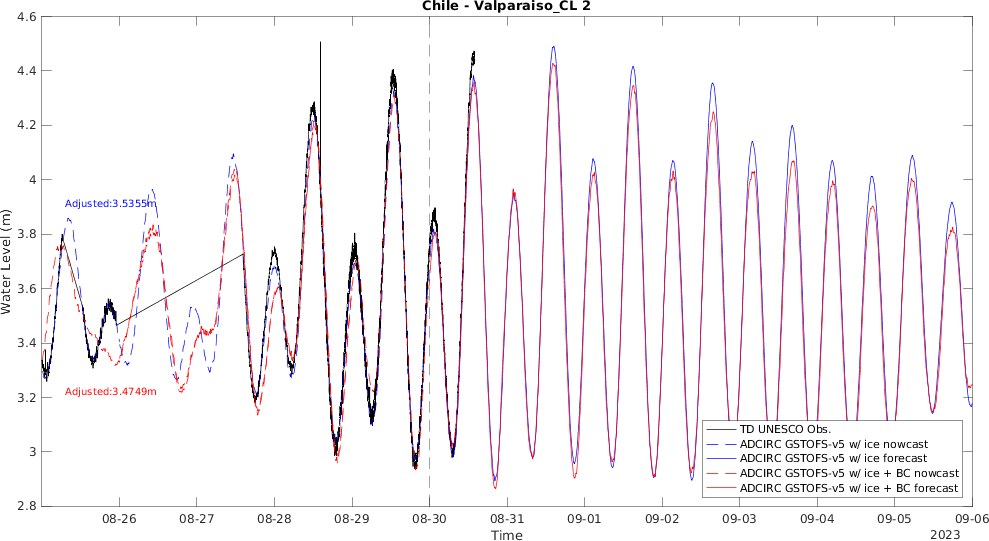 Chile - Valparaiso_CL 2
4.6
4.4
4.2
4
3.8
3.6
3.4
3.2
3
2.8
Water Level (m)
Adjusted:3.5355m
Adjusted:3.4749m
TD UNESCO Obs.
ADCIRC GSTOFS-v5 w/ ice nowcast
ADCIRC GSTOFS-v5 w/ ice forecast
ADCIRC GSTOFS-v5 w/ ice + BC nowcast
ADCIRC GSTOFS-v5 w/ ice + BC forecast
08-26 08-27 08-28 08-29 08-30 08-31 09-01 09-02 09-03 09-04 09-05 09-06
Time
2023